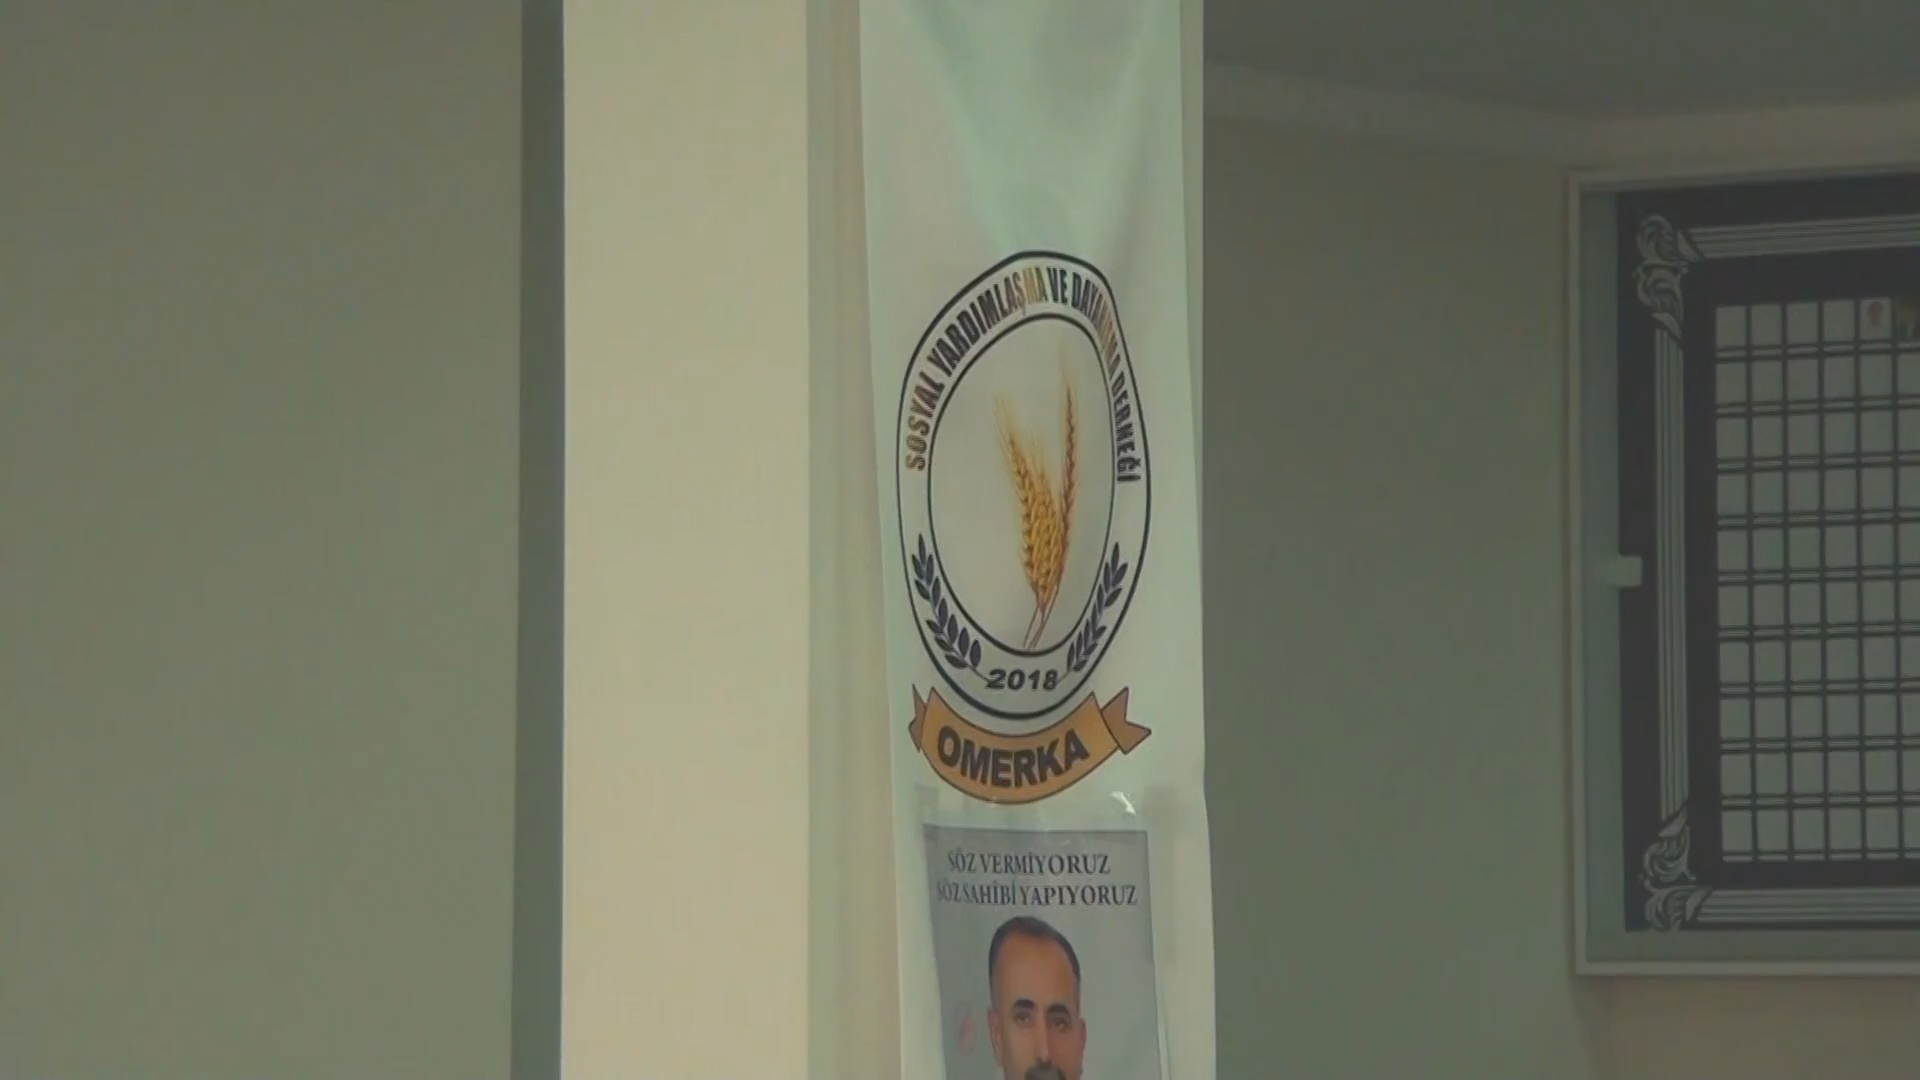 SOSYAL YARDIMLAŞMA VE DAYANIŞMA DERNEĞİ
2018
OMERKA
SÖZ VERMİYORUZ
SÖZ SAHİBİ YAPIYORUZ